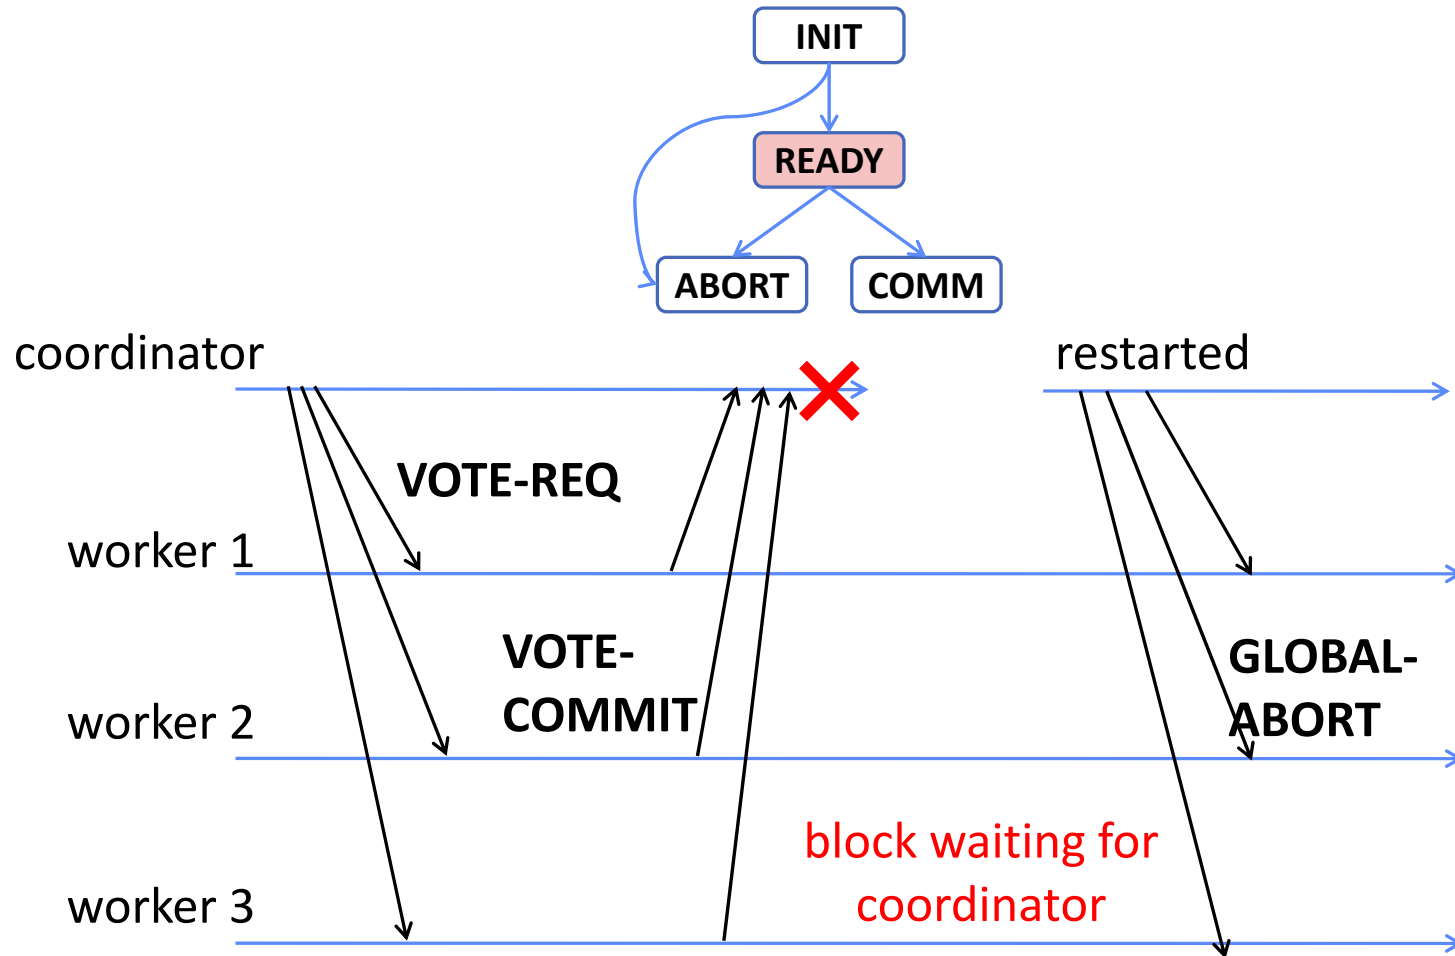 INIT
READY
ABORT
COMM
coordinator
restarted
VOTE-REQ
worker 1
VOTE-
COMMIT
GLOBAL-
ABORT
worker 2
block waiting for
coordinator
worker 3